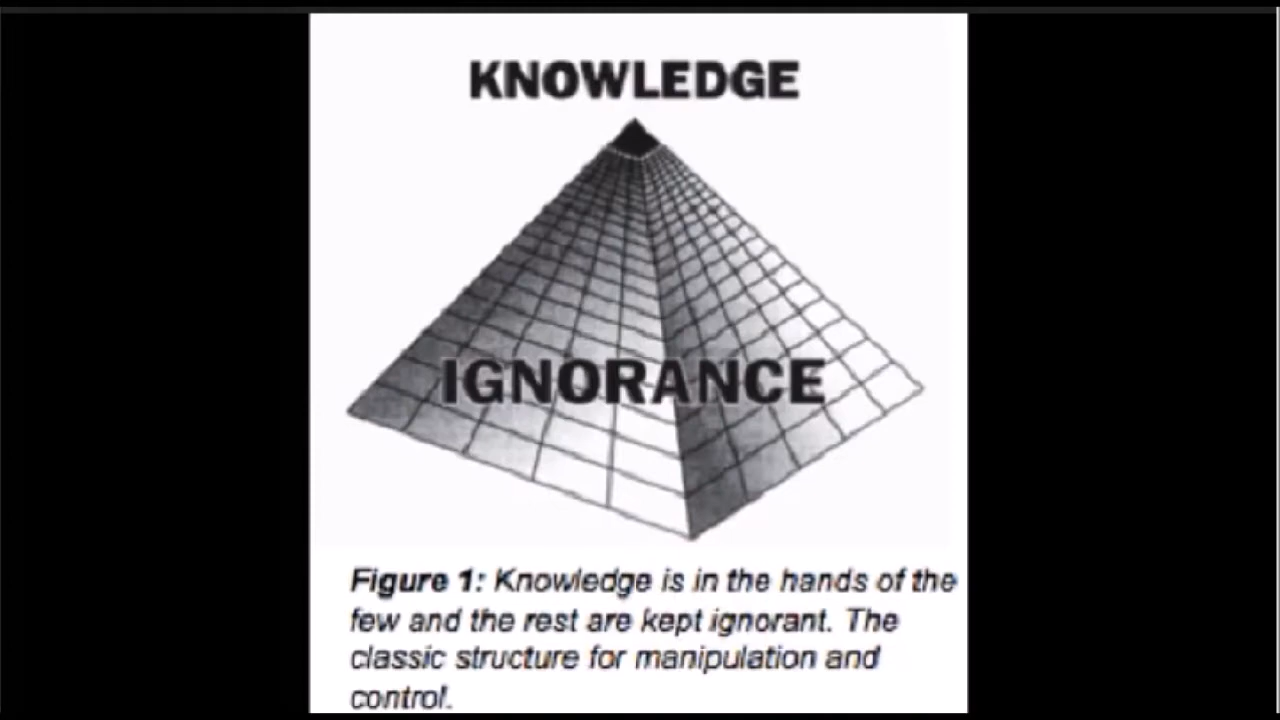 KNOWLEDGE
IGNORANCE
Figure 1: Knowledge is in the hands of the
few and the rest are kept ignorant. The
classic structure for manipulation and
control.